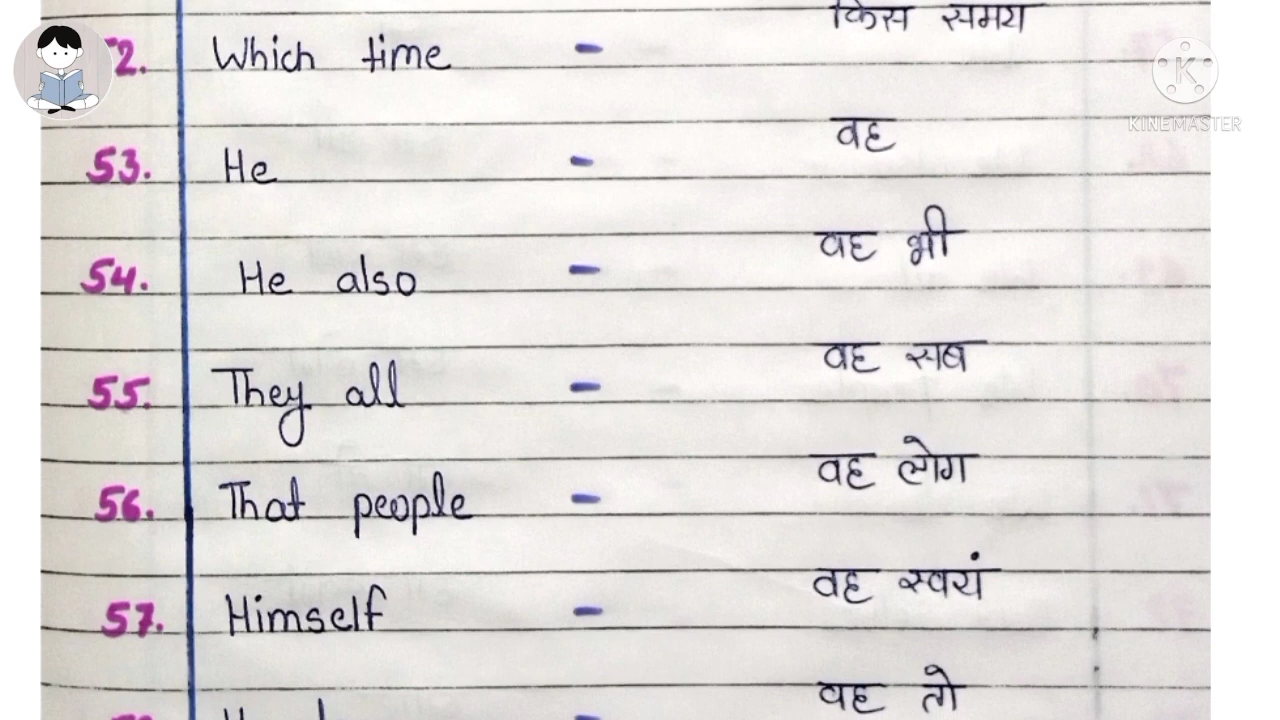 52. Which time - किस समय
KINEMASTER
53. He - वह
54. He also - वह भी
55. They all - वह सब
56. That people - वह लोग
57. Himself - वह स्वयं
वह तो